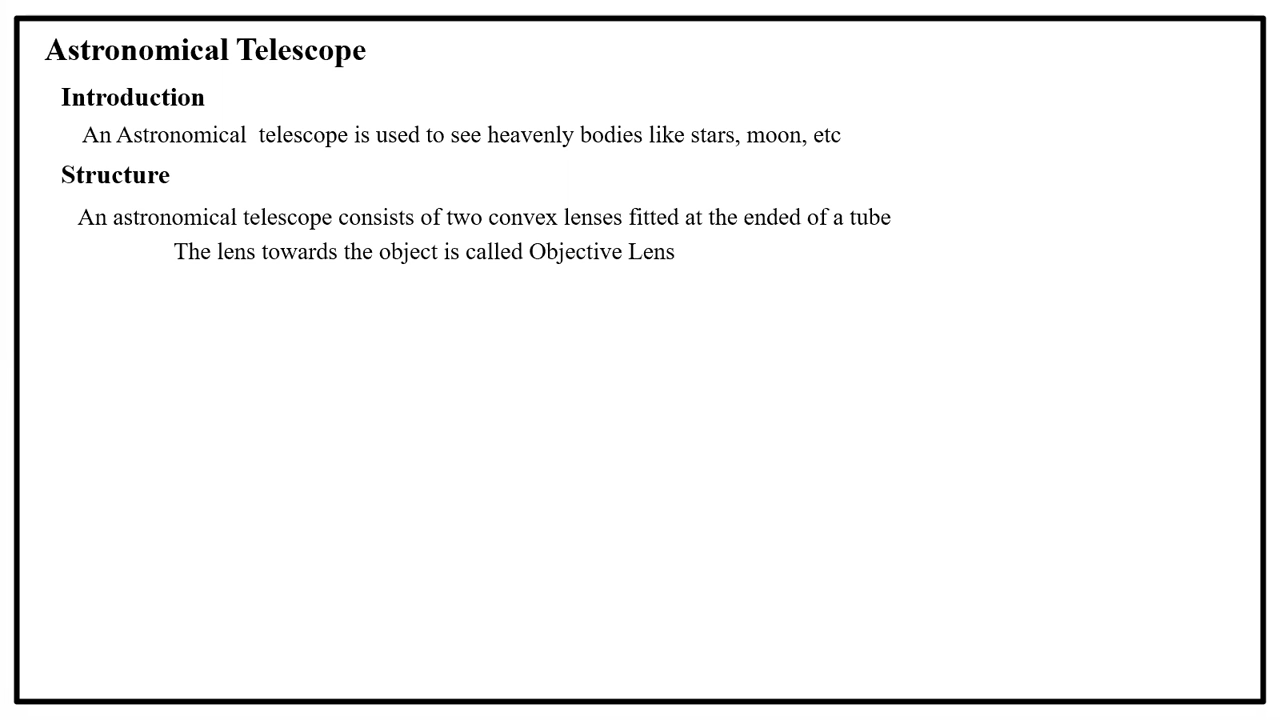 Astronomical Telescope
Introduction
An Astronomical  telescope is used to see heavenly bodies like stars, moon, etc
Structure
An astronomical telescope consists of two convex lenses fitted at the ended of a tube
The lens towards the object is called Objective Lens